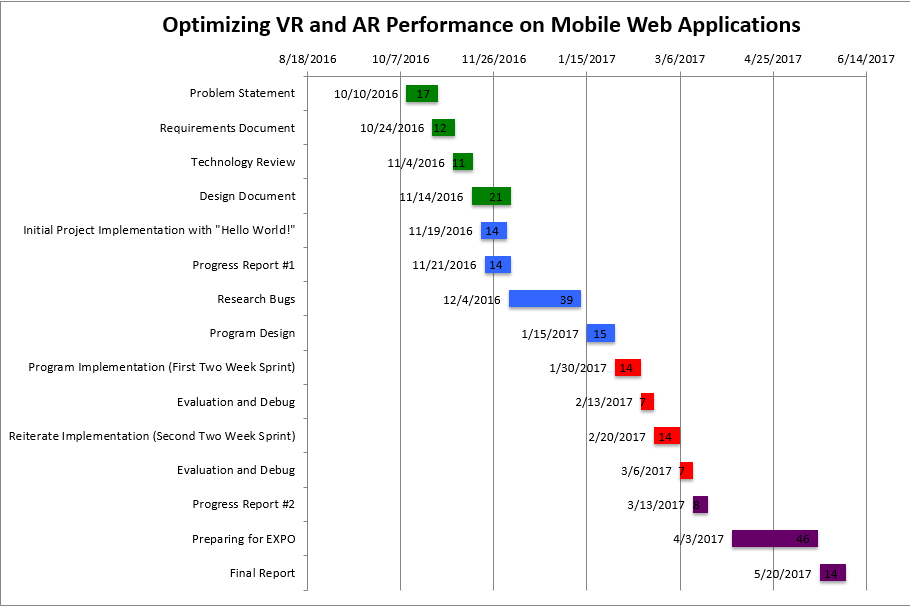 Optimizing VR and AR Performance on Mobile Web Applications
8/18/2016 10/7/2016 11/26/2016 1/15/2017 3/6/2017 4/25/2017 6/14/2017
Problem Statement 10/10/2016 17
Requirements Document 10/24/2016 12
Technology Review 11/4/2016 11
Design Document 11/14/2016 21
Initial Project Implementation with "Hello World!" 11/19/2016 14
Progress Report #1 11/21/2016 14
Research Bugs 12/4/2016 39
Program Design 1/15/2017 15
Program Implementation (First Two Week Sprint) 1/30/2017 14
Evaluation and Debug 2/13/2017 7
Reiterate Implementation (Second Two Week Sprint) 2/20/2017 14
Evaluation and Debug 3/6/2017 7
Progress Report #2 3/13/2017 8
Preparing for EXPO 4/3/2017 46
Final Report 5/20/2017 14